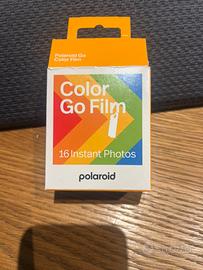 Polaroid Go
Color Film
Color
Go Film
16 Instant Photos
polaroid